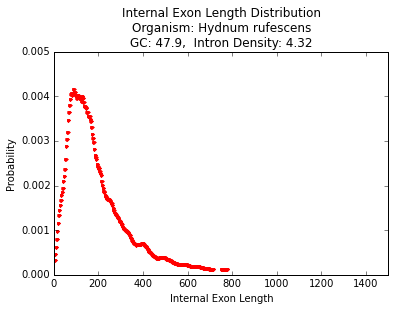 Internal Exon Length Distribution
Organism: Hydnum rufescens
GC: 47.9,  Intron Density: 4.32
0.005
0.004
0.003
0.002
0.001
0.000
Probability
0 200 400 600 800 1000 1200 1400
Internal Exon Length